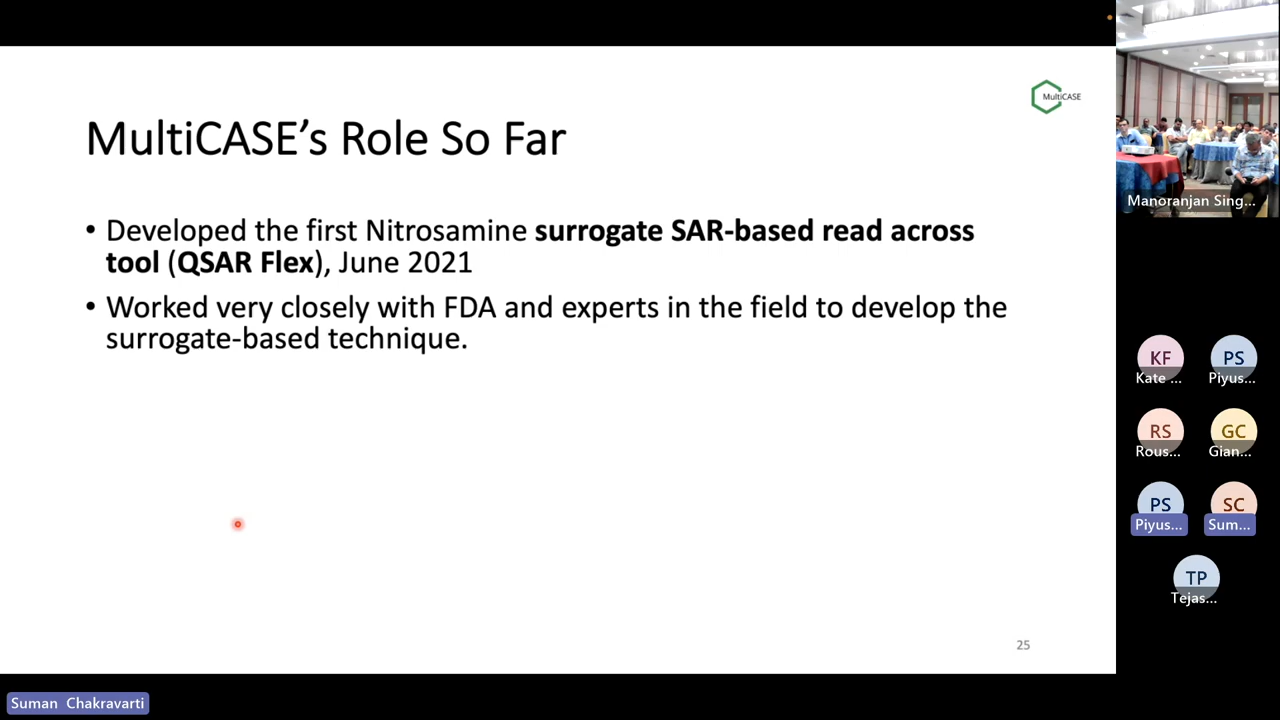 MultiCASE
MultiCASE’s Role So Far
• Developed the first Nitrosamine surrogate SAR-based read across
tool (QSAR Flex), June 2021
• Worked very closely with FDA and experts in the field to develop the
surrogate-based technique.
25
Manoranjan Sing...
KF
Kate ...
PS
Piyus...
RS
Rous...
GC
Gian...
PS
Piyus...
SC
Sum...
TP
Tejas...
Suman Chakravarti